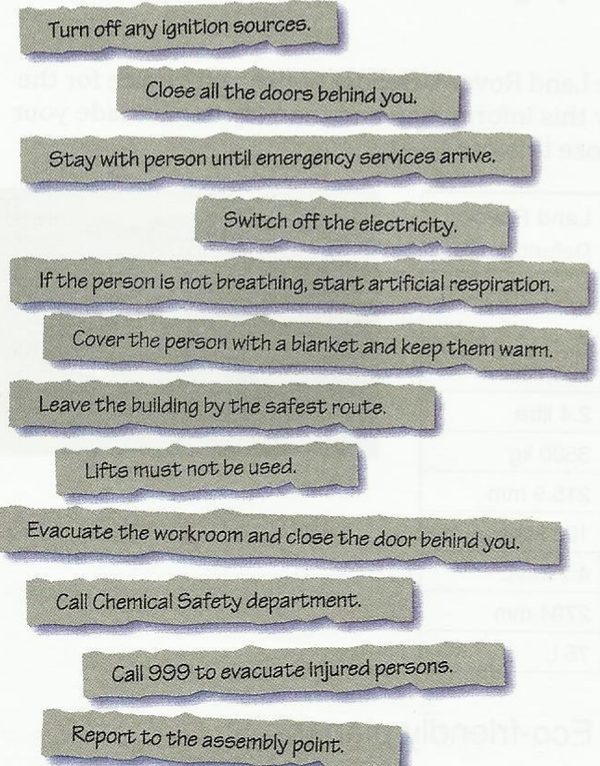 Turn off any ignition sources.
Close all the doors behind you.
Stay with person until emergency services arrive.
Switch off the electricity.
If the person is not breathing, start artificial respiration.
Cover the person with a blanket and keep them warm.
Leave the building by the safest route.
Lifts must not be used.
Evacuate the workroom and close the door behind you.
Call Chemical Safety department.
Call 999 to evacuate injured persons.
Report to the assembly point.